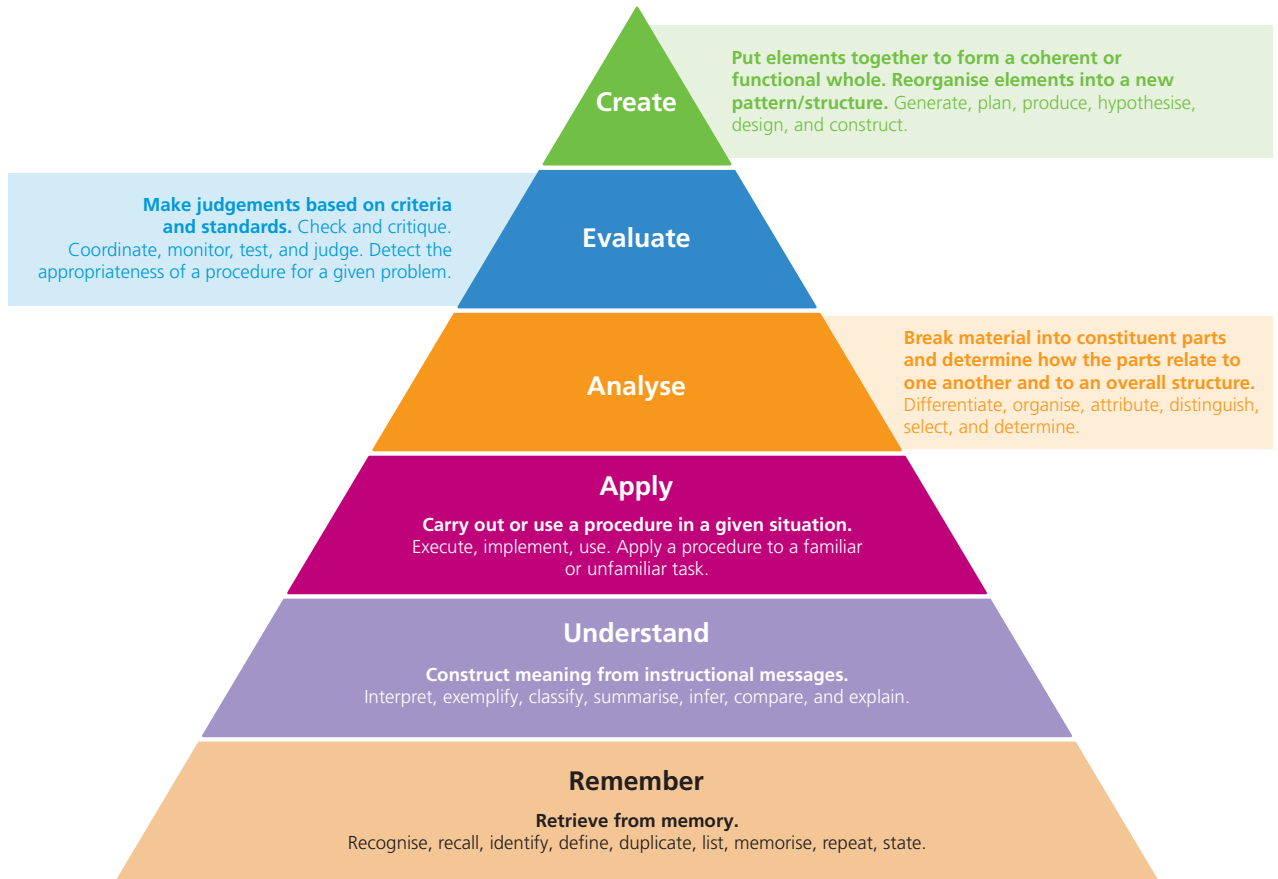 Create
Put elements together to form a coherent or
functional whole. Reorganise elements into a new
pattern/structure. Generate, plan, produce, hypothesise,
design, and construct.
Evaluate
Make judgements based on criteria
and standards. Check and critique.
Coordinate, monitor, test, and judge. Detect the
appropriateness of a procedure for a given problem.
Analyse
Break material into constituent parts
and determine how the parts relate to
one another and to an overall structure.
Differentiate, organise, attribute, distinguish,
select, and determine.
Apply
Carry out or use a procedure in a given situation.
Execute, implement, use. Apply a procedure to a familiar
or unfamiliar task.
Understand
Construct meaning from instructional messages.
Interpret, exemplify, classify, summarise, infer, compare, and explain.
Remember
Retrieve from memory.
Recognise, recall, identify, define, duplicate, list, memorise, repeat, state.